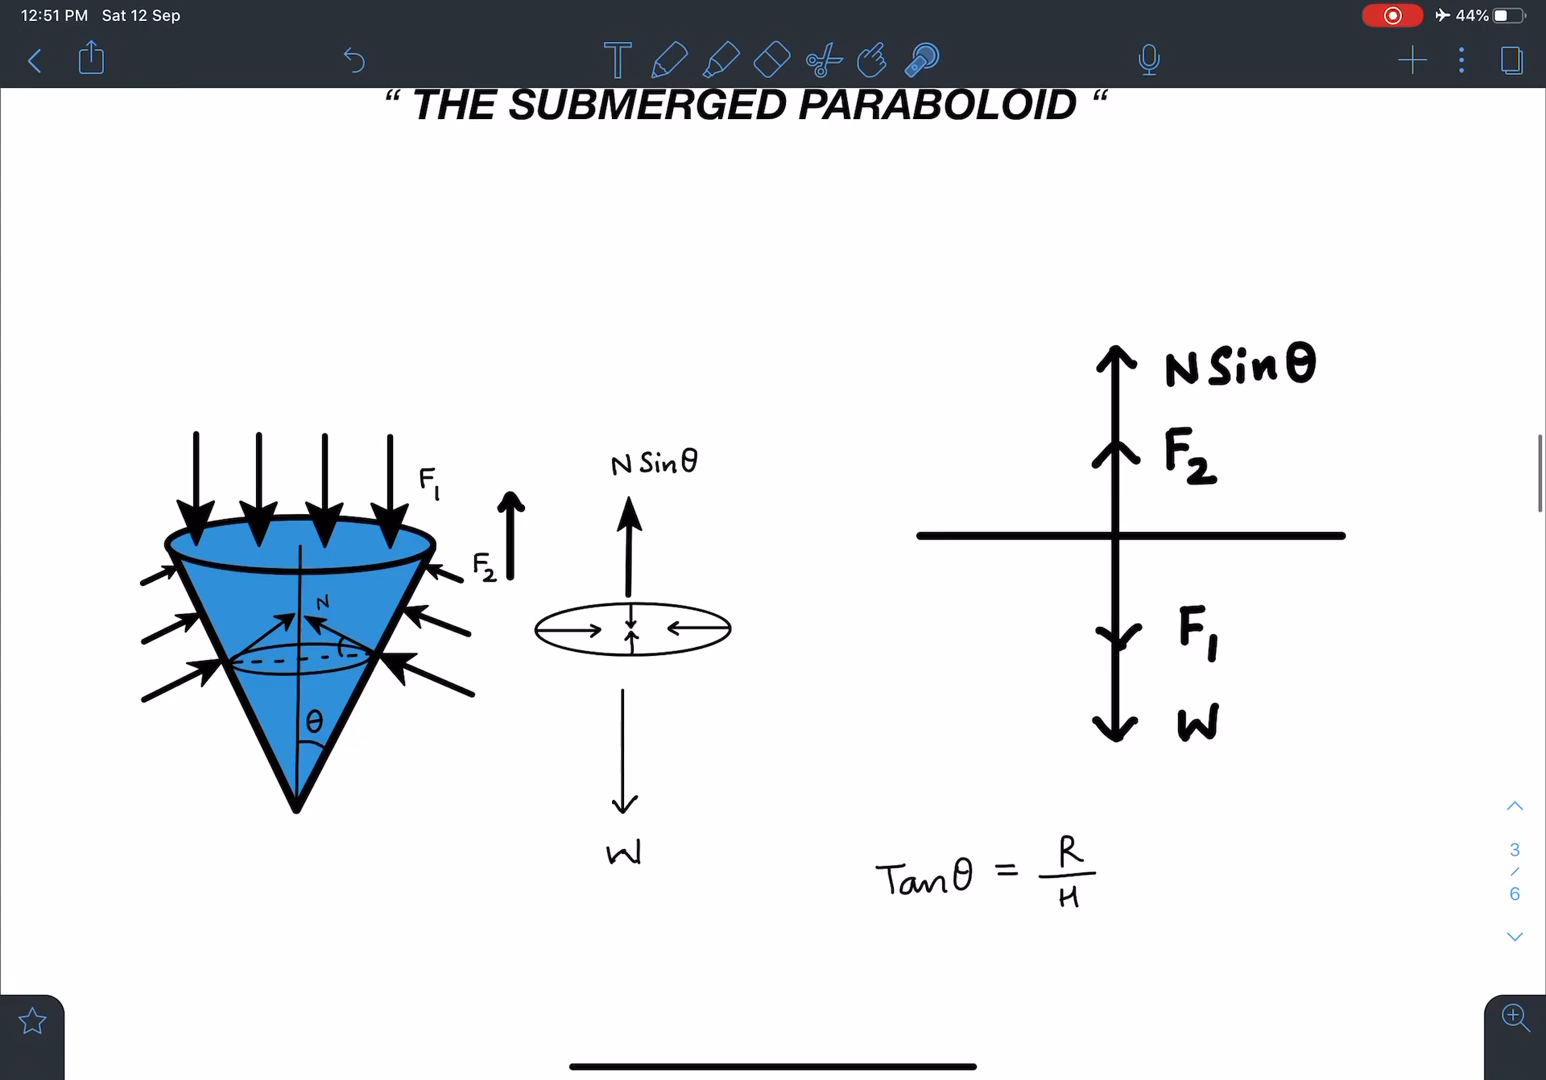 12:51 PM Sat 12 Sep
44%
“ THE SUBMERGED PARABOLOID “
F₁
F₂
N
θ
N Sinθ
W
N Sinθ
F₂
F₁
W
Tanθ = R/H
3
/
6